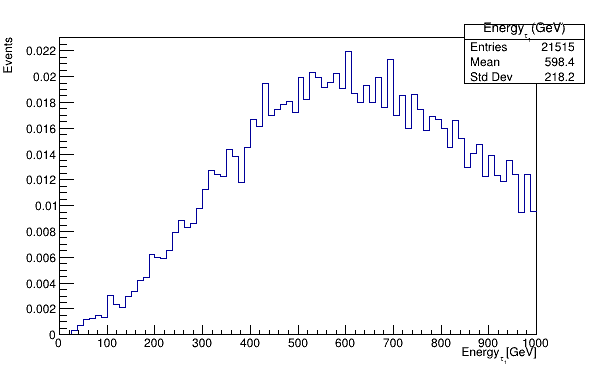 Energy_τ₁(GeV)
Entries 21515
Mean 598.4
Std Dev 218.2
Events
0.022
0.02
0.018
0.016
0.014
0.012
0.01
0.008
0.006
0.004
0.002
0
0 100 200 300 400 500 600 700 800 900 1000
Energy_τ₁[GeV]